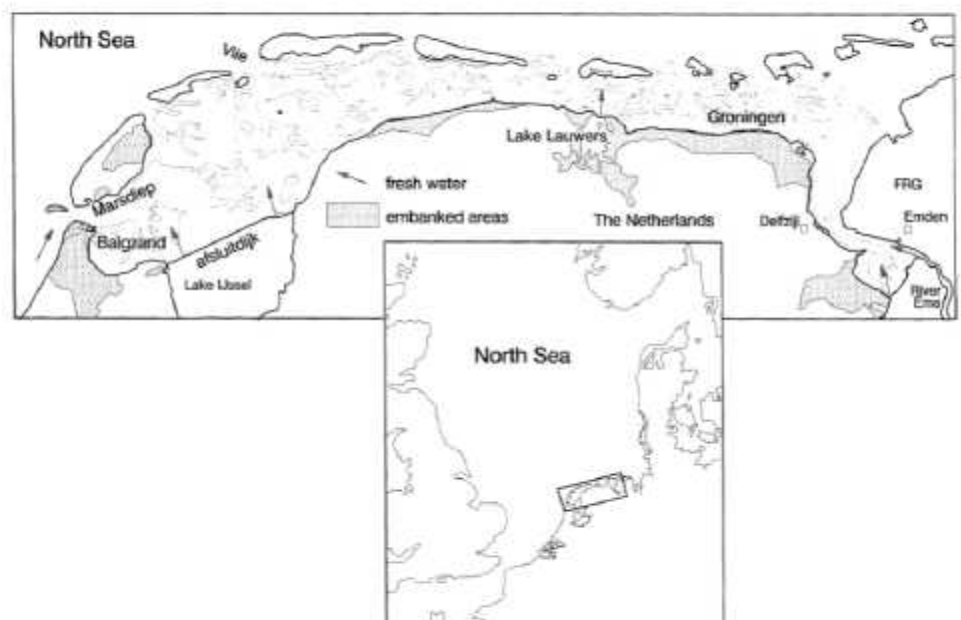 North Sea
Vlie
Groningen
Lake Lauwers
Marsdiep
fresh water
FRG
embanked areas
The Netherlands
Delfzijl
Emden
Balgzand
afsluitdijk
Lake IJssel
River
Ems
North Sea